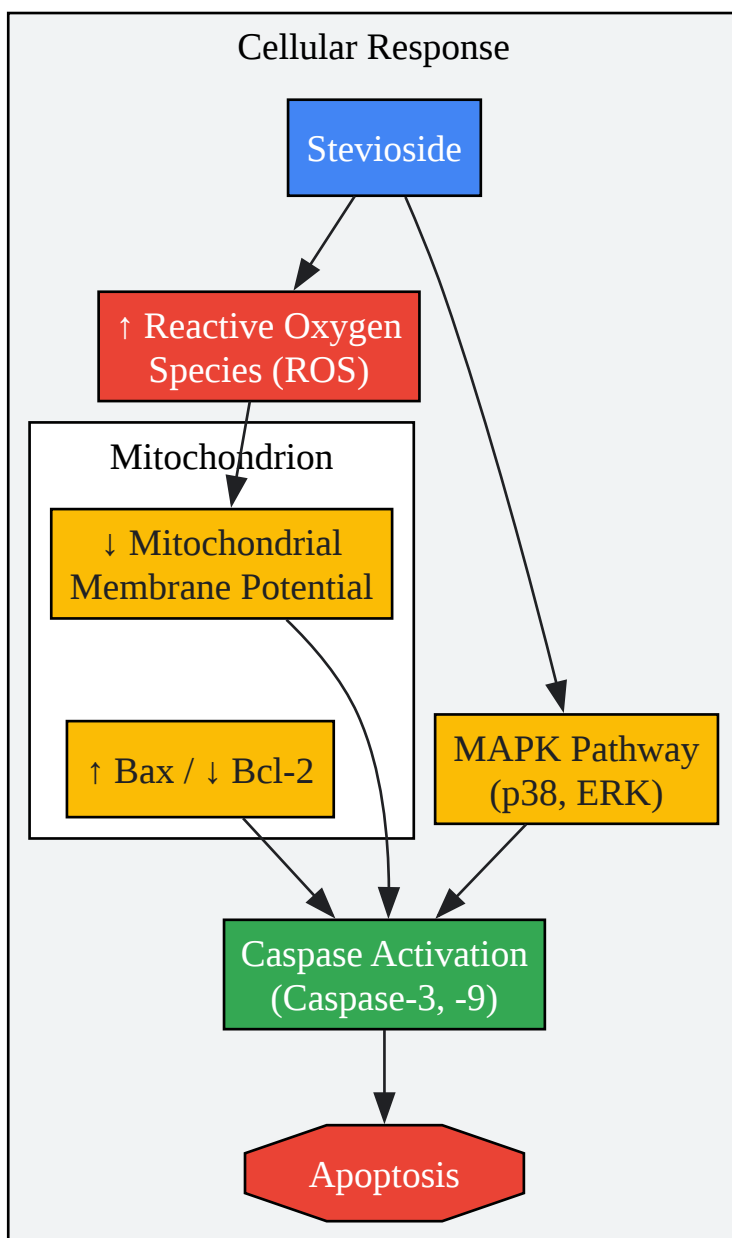 Cellular Response
Stevioside
↑ Reactive Oxygen
Species (ROS)
Mitochondrion
↓ Mitochondrial
Membrane Potential
↑ Bax / ↓ Bcl-2
MAPK Pathway
(p38, ERK)
Caspase Activation
(Caspase-3, -9)
Apoptosis